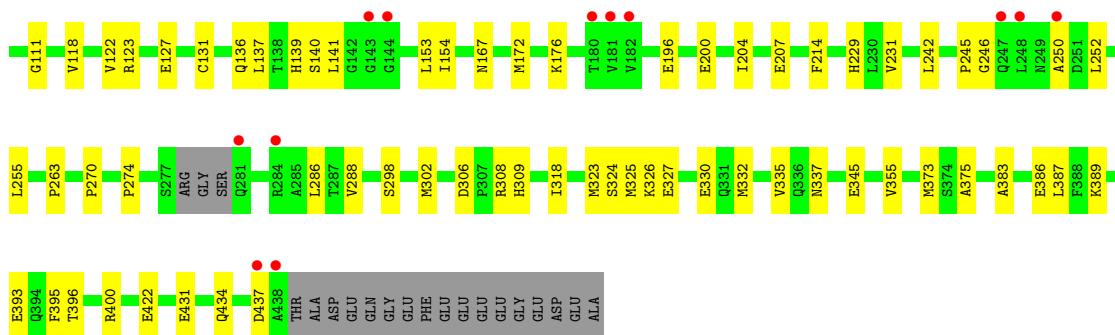 G111 V118 V122 R123 E127 C131 Q136 L137 T138 H139 S140 L141 G142 G143 G144 L153 I154 N167 M172 K176 T180 V181 V182 E196 E200 I204 E207 F214 H229 L230 V231 L242 P245 G246 Q247 L248 N249 A250 D251 L252
L255 P263 P270 P274 S277 ARG GLY SER Q281 R284 A285 L286 T287 V288 S298 M302 D306 P307 R308 H309 I318 M323 S324 M325 K326 E327 E330 Q331 M332 V335 Q336 N337 E345 V355 M373 S374 A375 A383 E386 L387 F388 K389
E393 Q394 F395 T396 R400 E422 E431 Q434 D437 A438 THR ALA ASP GLU GLN GLY GLU GLU PHE GLU GLU GLU GLU GLY GLU ASP GLU ALA